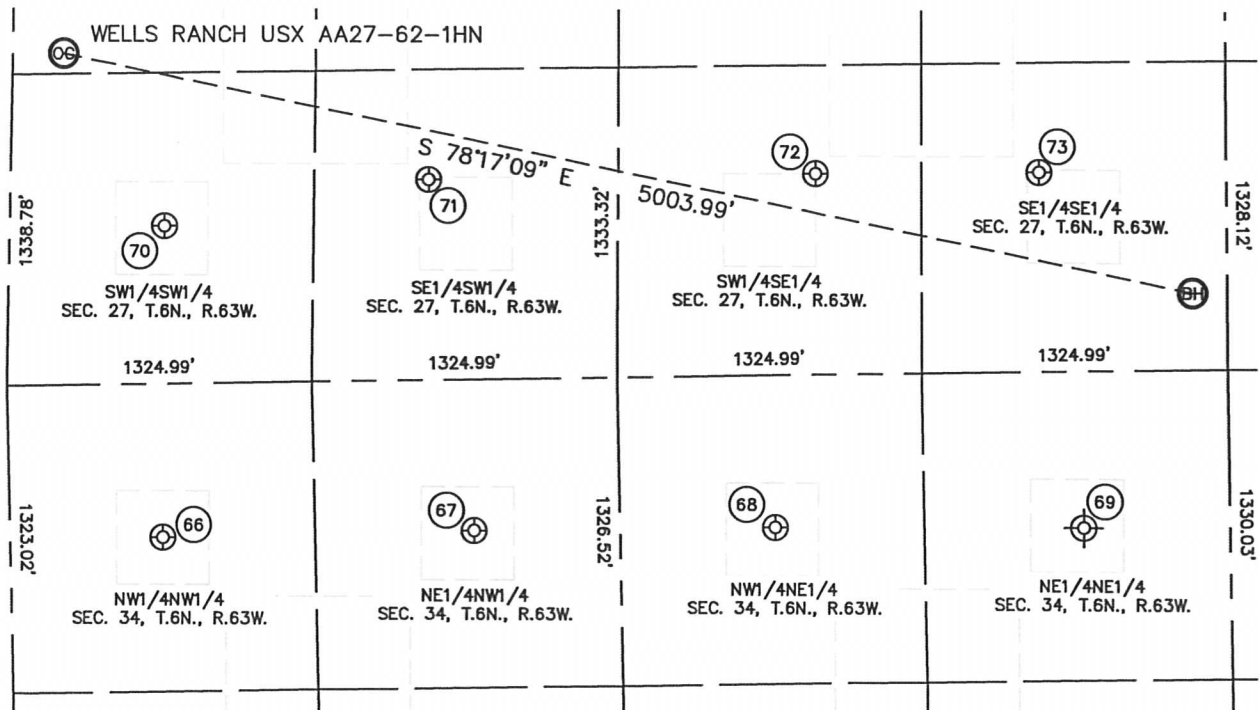 WELLS RANCH USX AA27-62-1HN
OG
S 78°17'09" E
5003.99'
72
73
71
70
1338.78'
1333.32'
1328.12'
SE1/4SE1/4
SEC. 27, T.6N., R.63W.
SW1/4SW1/4
SEC. 27, T.6N., R.63W.
SE1/4SW1/4
SEC. 27, T.6N., R.63W.
SW1/4SE1/4
SEC. 27, T.6N., R.63W.
BH
1324.99'
1324.99'
1324.99'
1324.99'
66
67
68
69
1323.02'
1326.52'
1330.03'
NW1/4NW1/4
SEC. 34, T.6N., R.63W.
NE1/4NW1/4
SEC. 34, T.6N., R.63W.
NW1/4NE1/4
SEC. 34, T.6N., R.63W.
NE1/4NE1/4
SEC. 34, T.6N., R.63W.